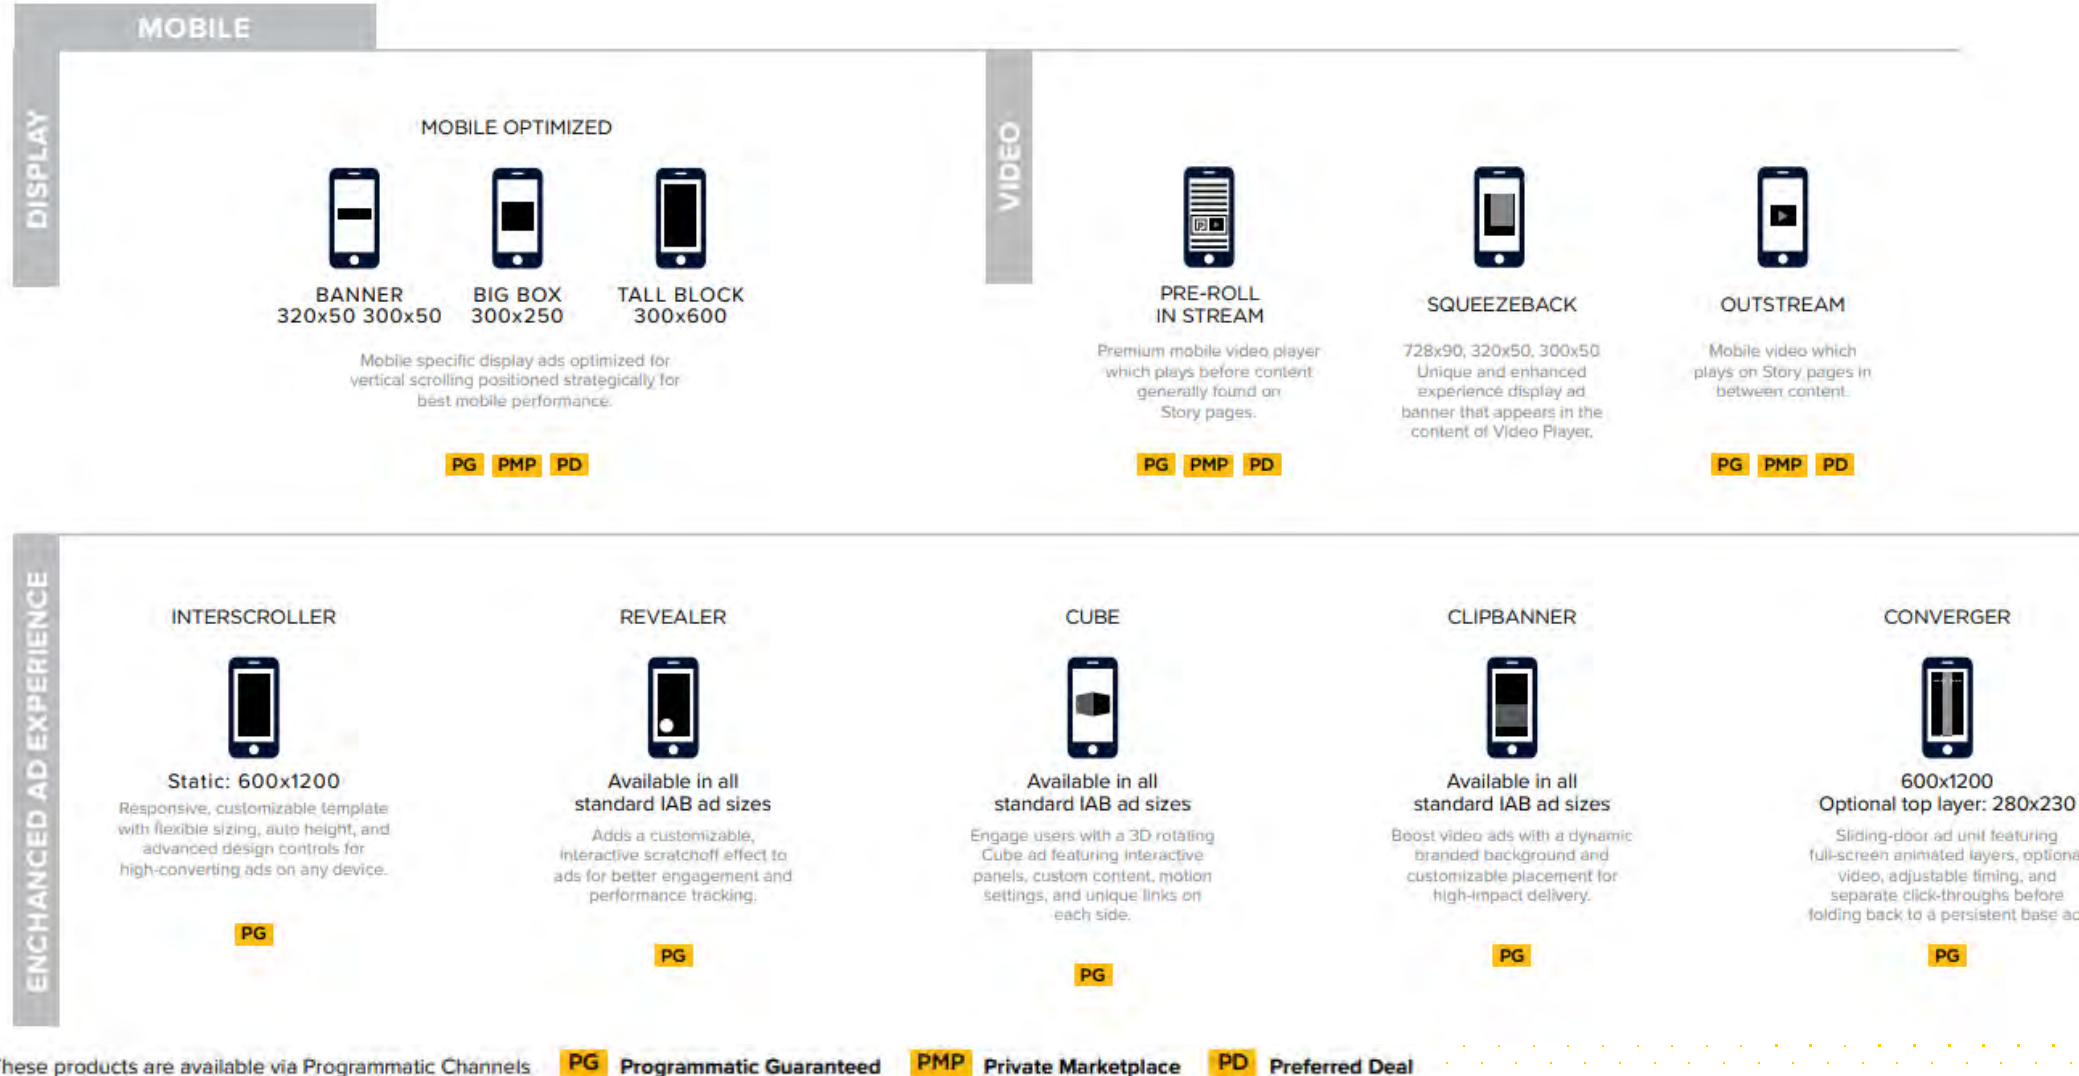 MOBILE
DISPLAY
MOBILE OPTIMIZED
BANNER
320x50 300x50
BIG BOX
300x250
TALL BLOCK
300x600
Mobile specific display ads optimized for
vertical scrolling positioned strategically for
best mobile performance.
PG PMP PD
VIDEO
PRE-ROLL
IN STREAM
Premium mobile video player
which plays before content
generally found on
Story pages.
PG PMP PD
SQUEEZEBACK
728x90, 320x50, 300x50
Unique and enhanced
experience display ad
banner that appears in the
content of Video Player.
OUTSTREAM
Mobile video which
plays on Story pages in
between content.
PG PMP PD
ENCHANCED AD EXPERIENCE
INTERSCROLLER
Static: 600x1200
Responsive, customizable template
with flexible sizing, auto height, and
advanced design controls for
high-converting ads on any device.
PG
REVEALER
Available in all
standard IAB ad sizes
Adds a customizable,
interactive scratchoff effect to
ads for better engagement and
performance tracking.
PG
CUBE
Available in all
standard IAB ad sizes
Engage users with a 3D rotating
Cube ad featuring interactive
panels, custom content, motion
settings, and unique links on
each side.
PG
CLIPBANNER
Available in all
standard IAB ad sizes
Boost video ads with a dynamic
branded background and
customizable placement for
high-impact delivery.
PG
CONVERGER
600x1200
Optional top layer: 280x230
Sliding-door ad unit featuring
full-screen animated layers, optiona
video, adjustable timing, and
separate click-throughs before
folding back to a persistent base ad
PG
hese products are available via Programmatic Channels
PG Programmatic Guaranteed
PMP Private Marketplace
PD Preferred Deal